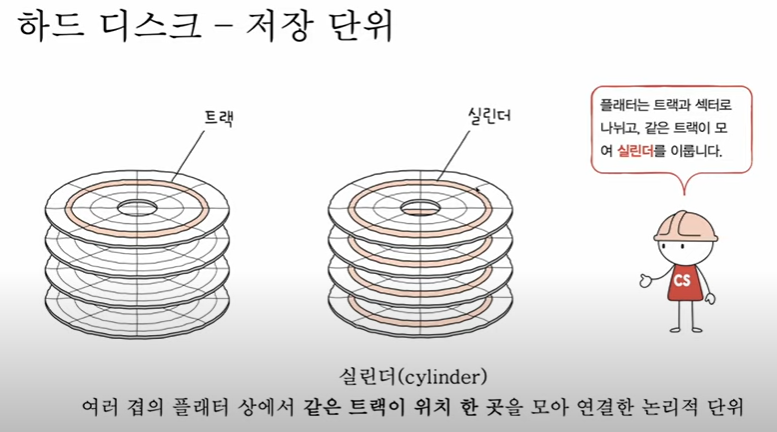 하드 디스크 – 저장 단위
트랙
실린더
플래터는 트랙과 섹터로
나뉘고, 같은 트랙이 모
여 실린더를 이룹니다.
CS
실린더(cylinder)
여러 겹의 플래터 상에서 같은 트랙이 위치 한 곳을 모아 연결한 논리적 단위